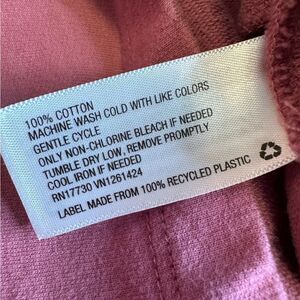 100% COTTON
MACHINE WASH COLD WITH LIKE COLORS
GENTLE CYCLE
ONLY NON-CHLORINE BLEACH IF NEEDED
TUMBLE DRY LOW, REMOVE PROMPTLY
COOL IRON IF NEEDED
RN17730 VN1261424
LABEL MADE FROM 100% RECYCLED PLASTIC